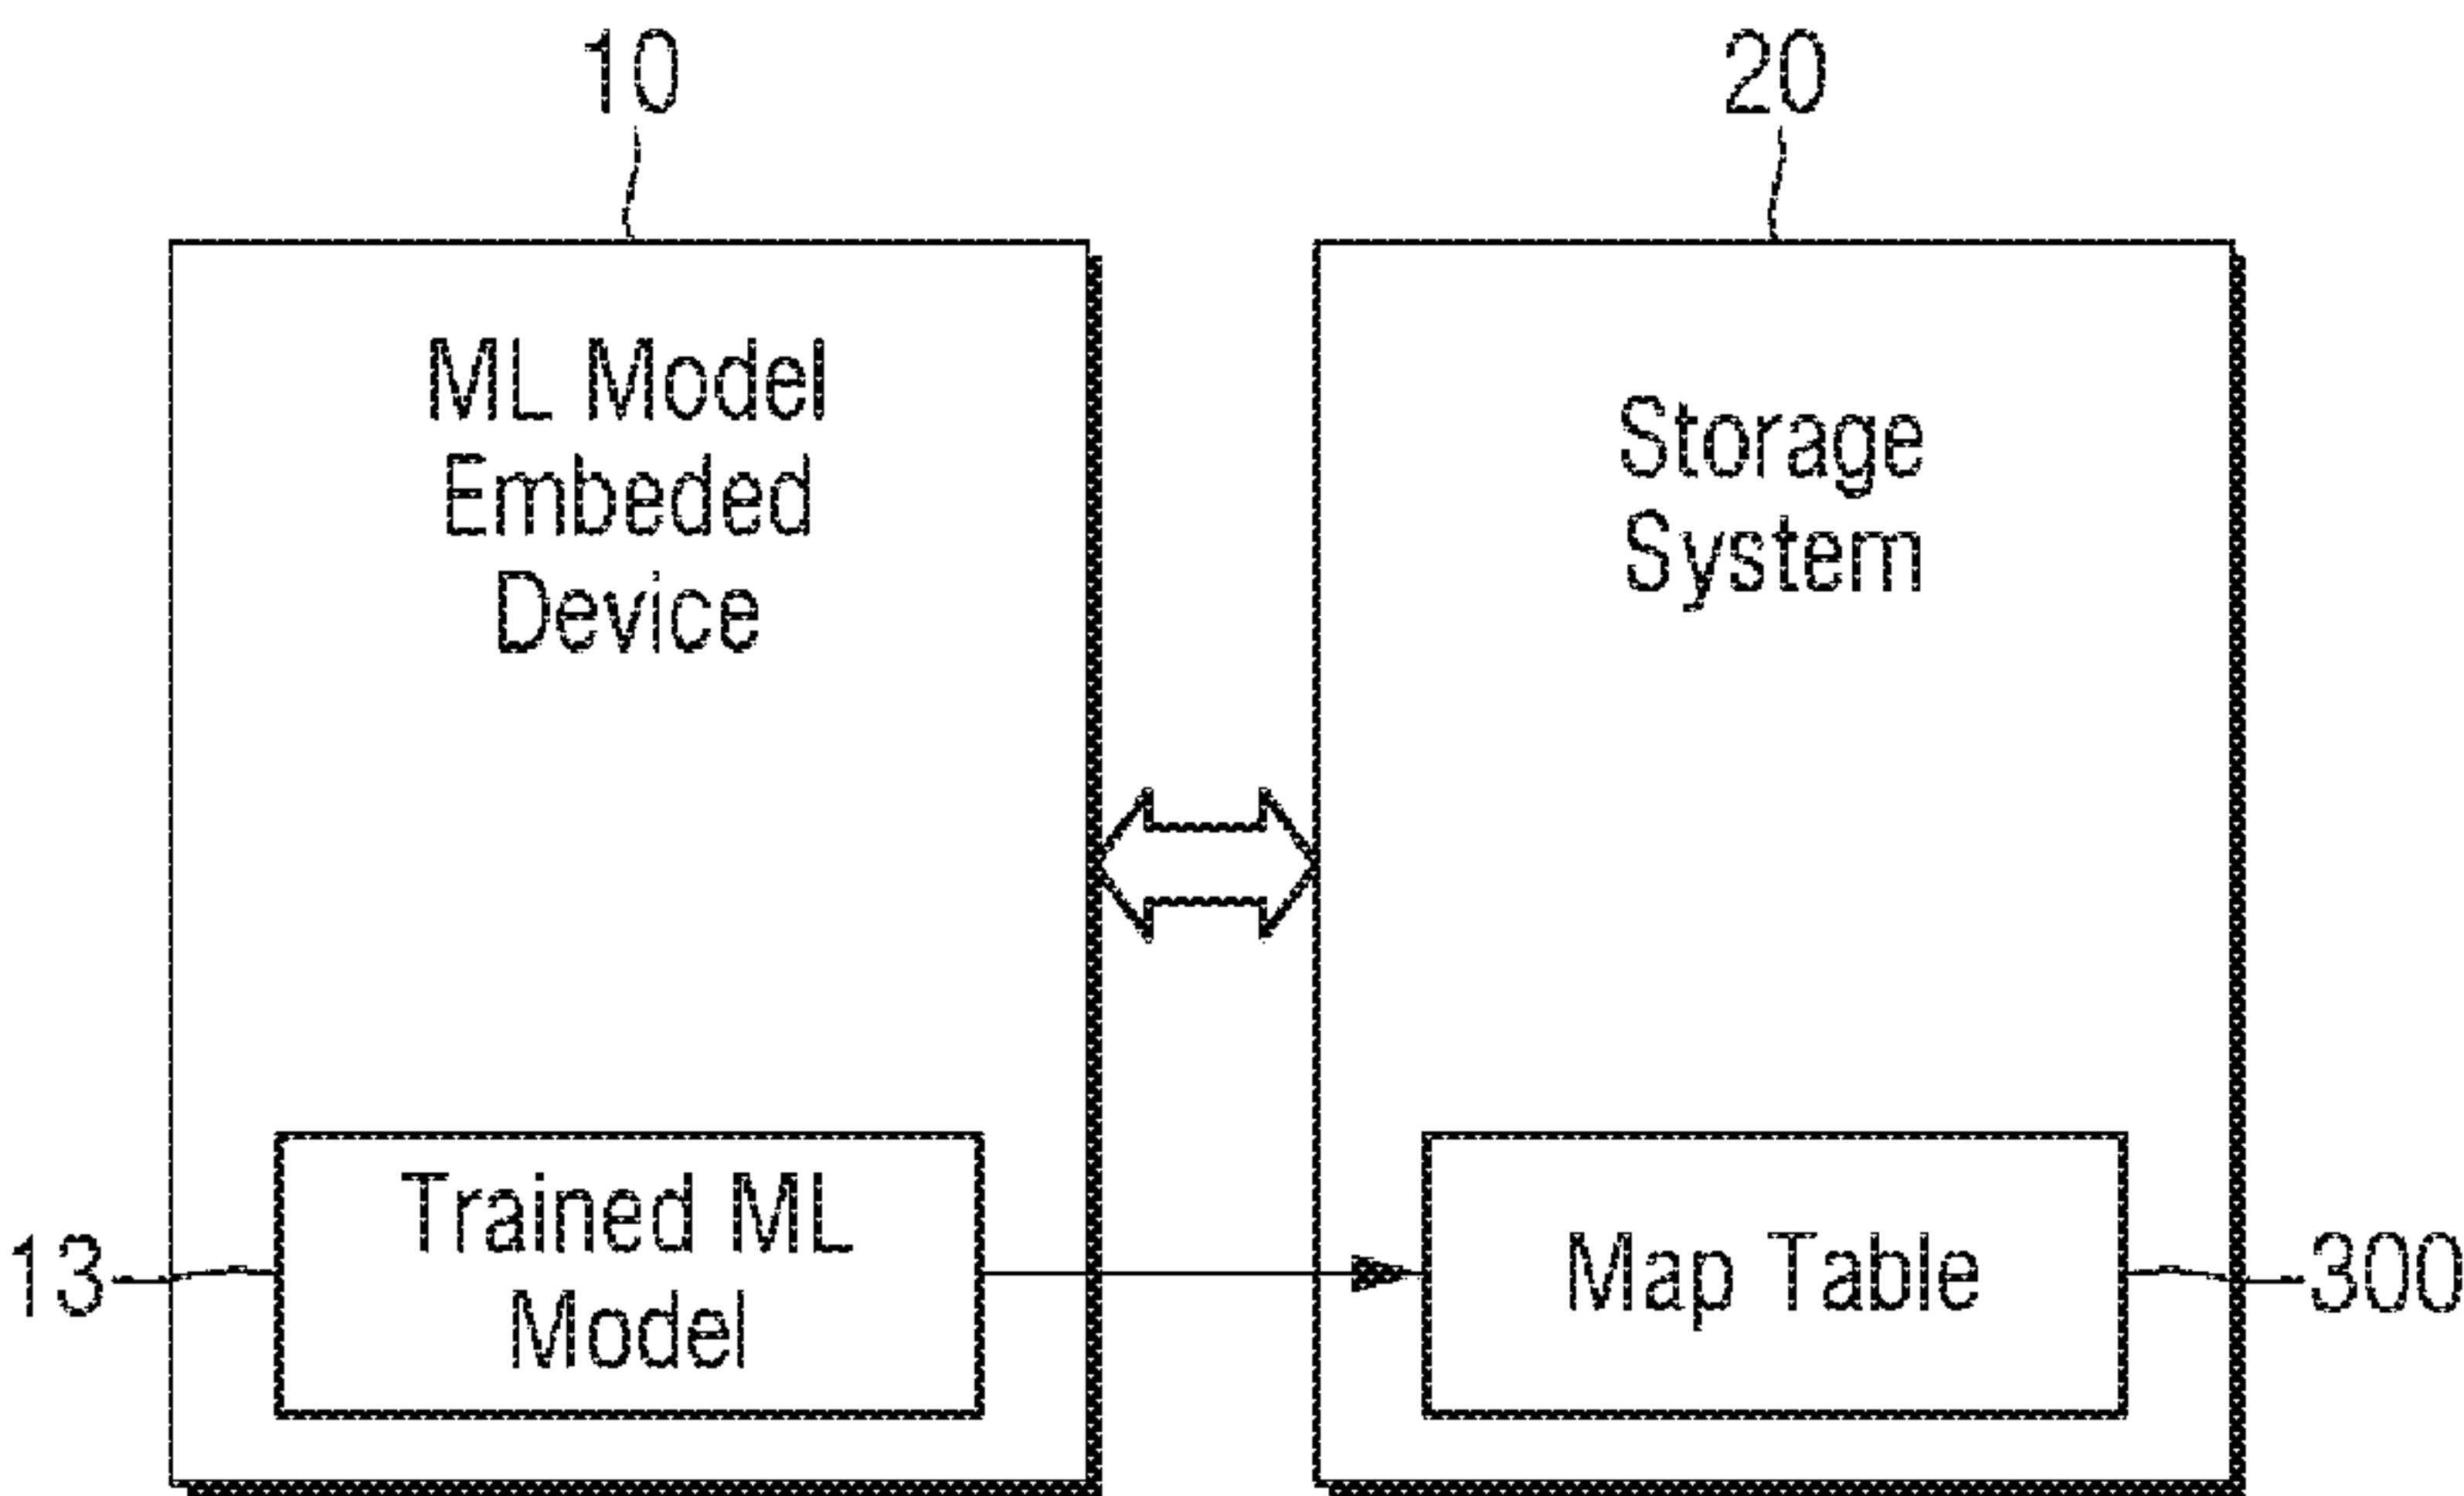 10
20
ML Model
Embeded
Device
Storage
System
13
Trained ML
Model
Map Table
300